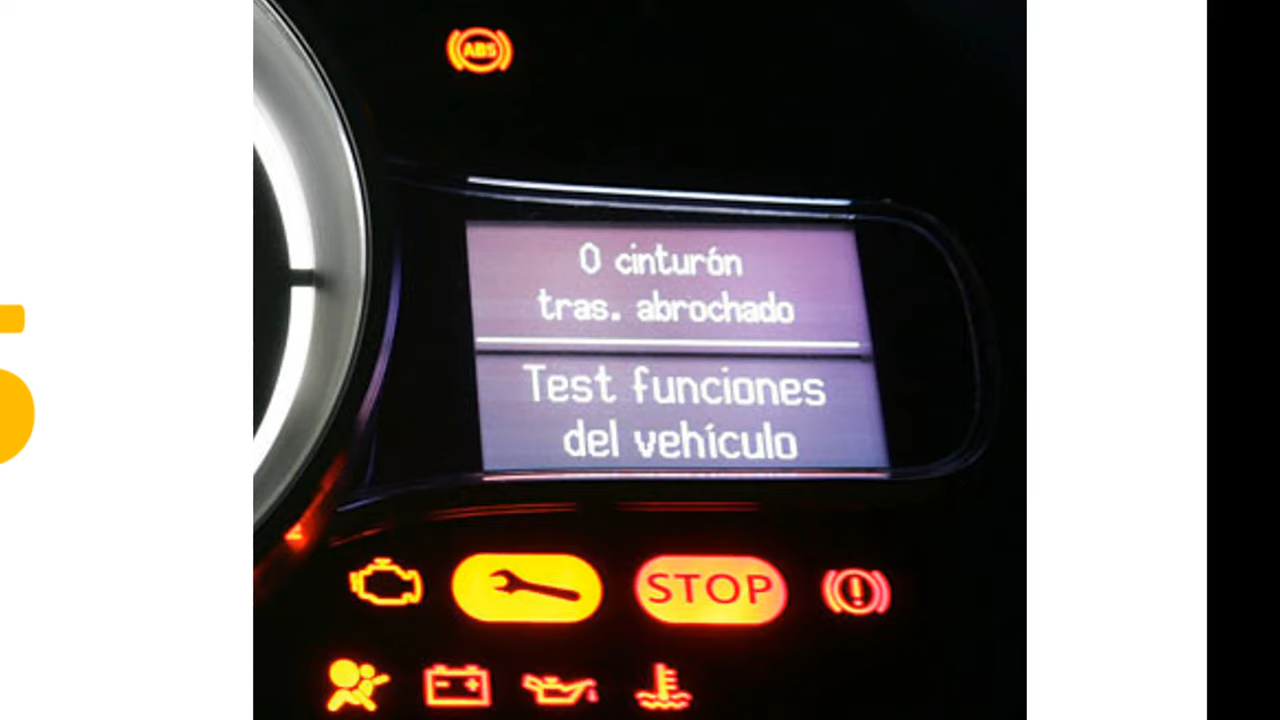 ABS
0 cinturón
tras. abrochado
Test funciones
del vehículo
STOP